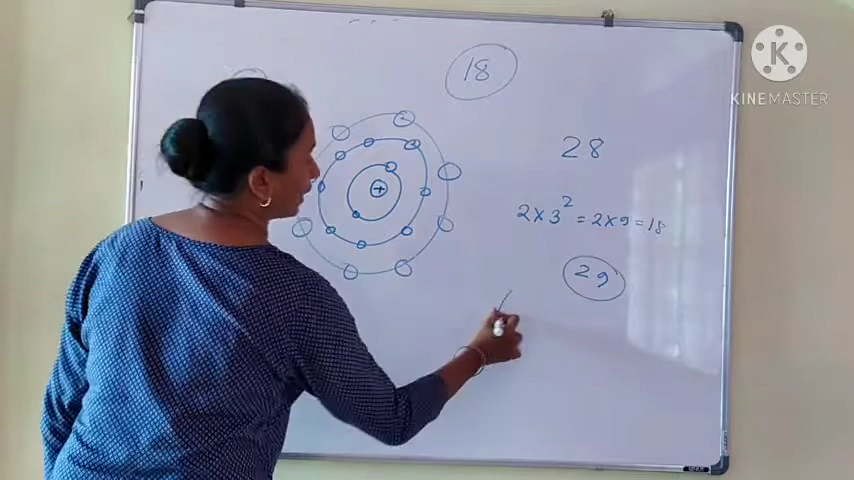 18
K
KINEMASTER
28
+
2×3² = 2×9 = 18
29